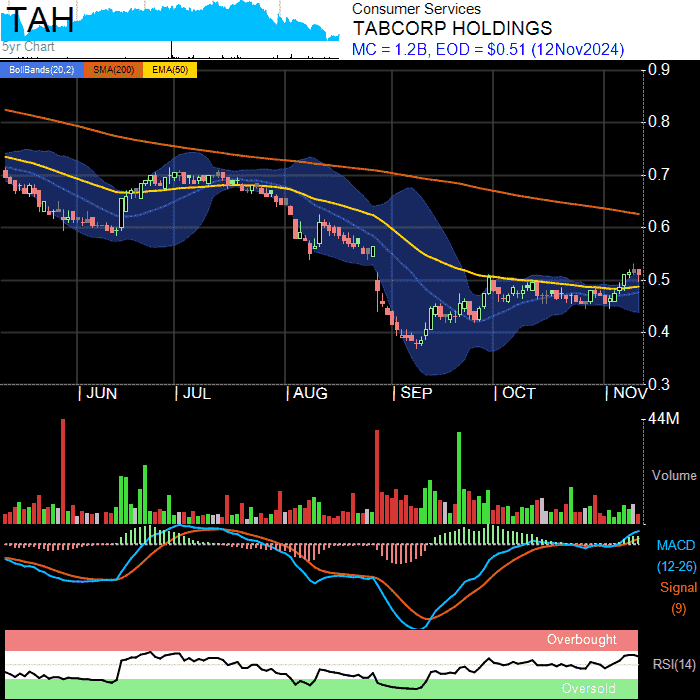 TAH
5yr Chart
Consumer Services
TABCORP HOLDINGS
MC = 1.2B, EOD = $0.51 (12Nov2024)
BollBands(20,2) SMA(200) EMA(50)
0.9
0.8
0.7
0.6
0.5
0.4
0.3
JUN JUL AUG SEP OCT NOV
44M
Volume
MACD
(12-26)
Signal
(9)
Overbought
RSI(14)
Oversold